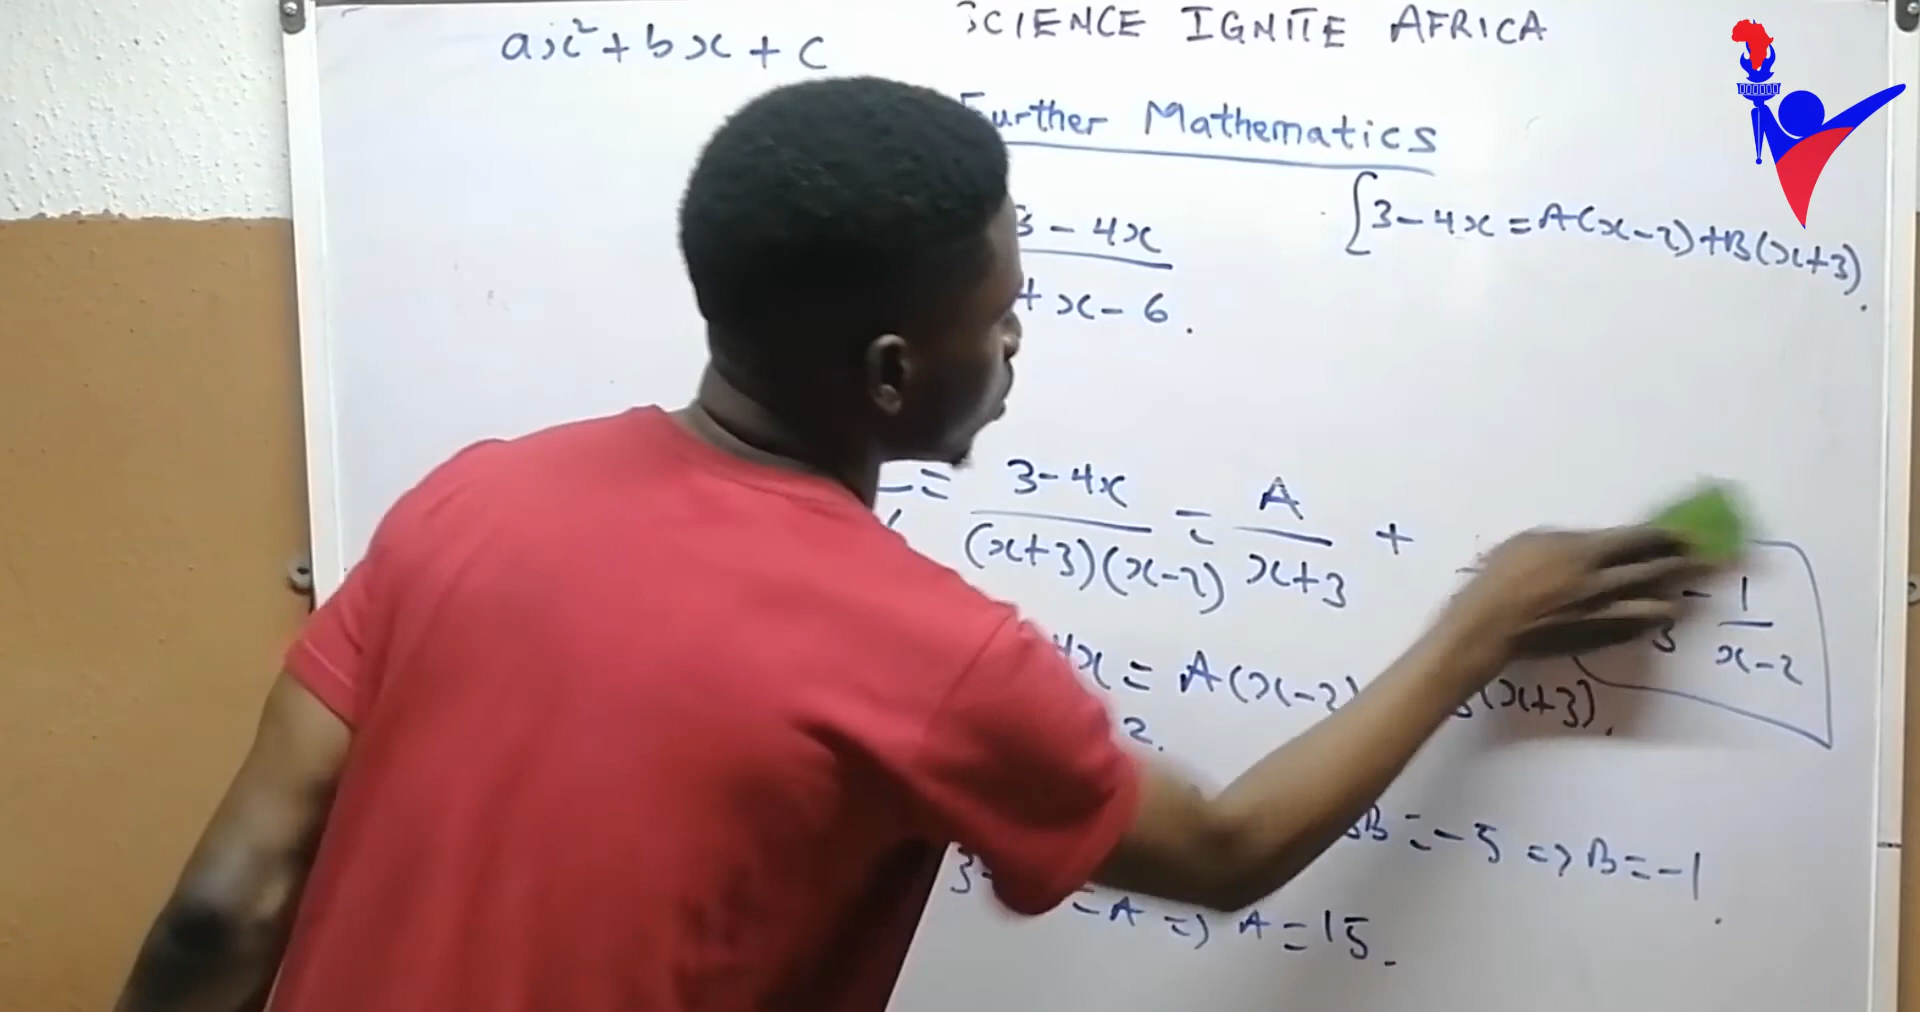 SCIENCE IGNITE AFRICA
ax² + bx + c
Further Mathematics
3 - 4x
+ x - 6.
[3 - 4x = A(x-2) + B(x+3).
= 3-4x / (x+3)(x-2) = A / x+3 +
- 1 / x-2
4x = A(x-2) (x+3).
2.
B = -5 => B = -1.
= A => A = 15.